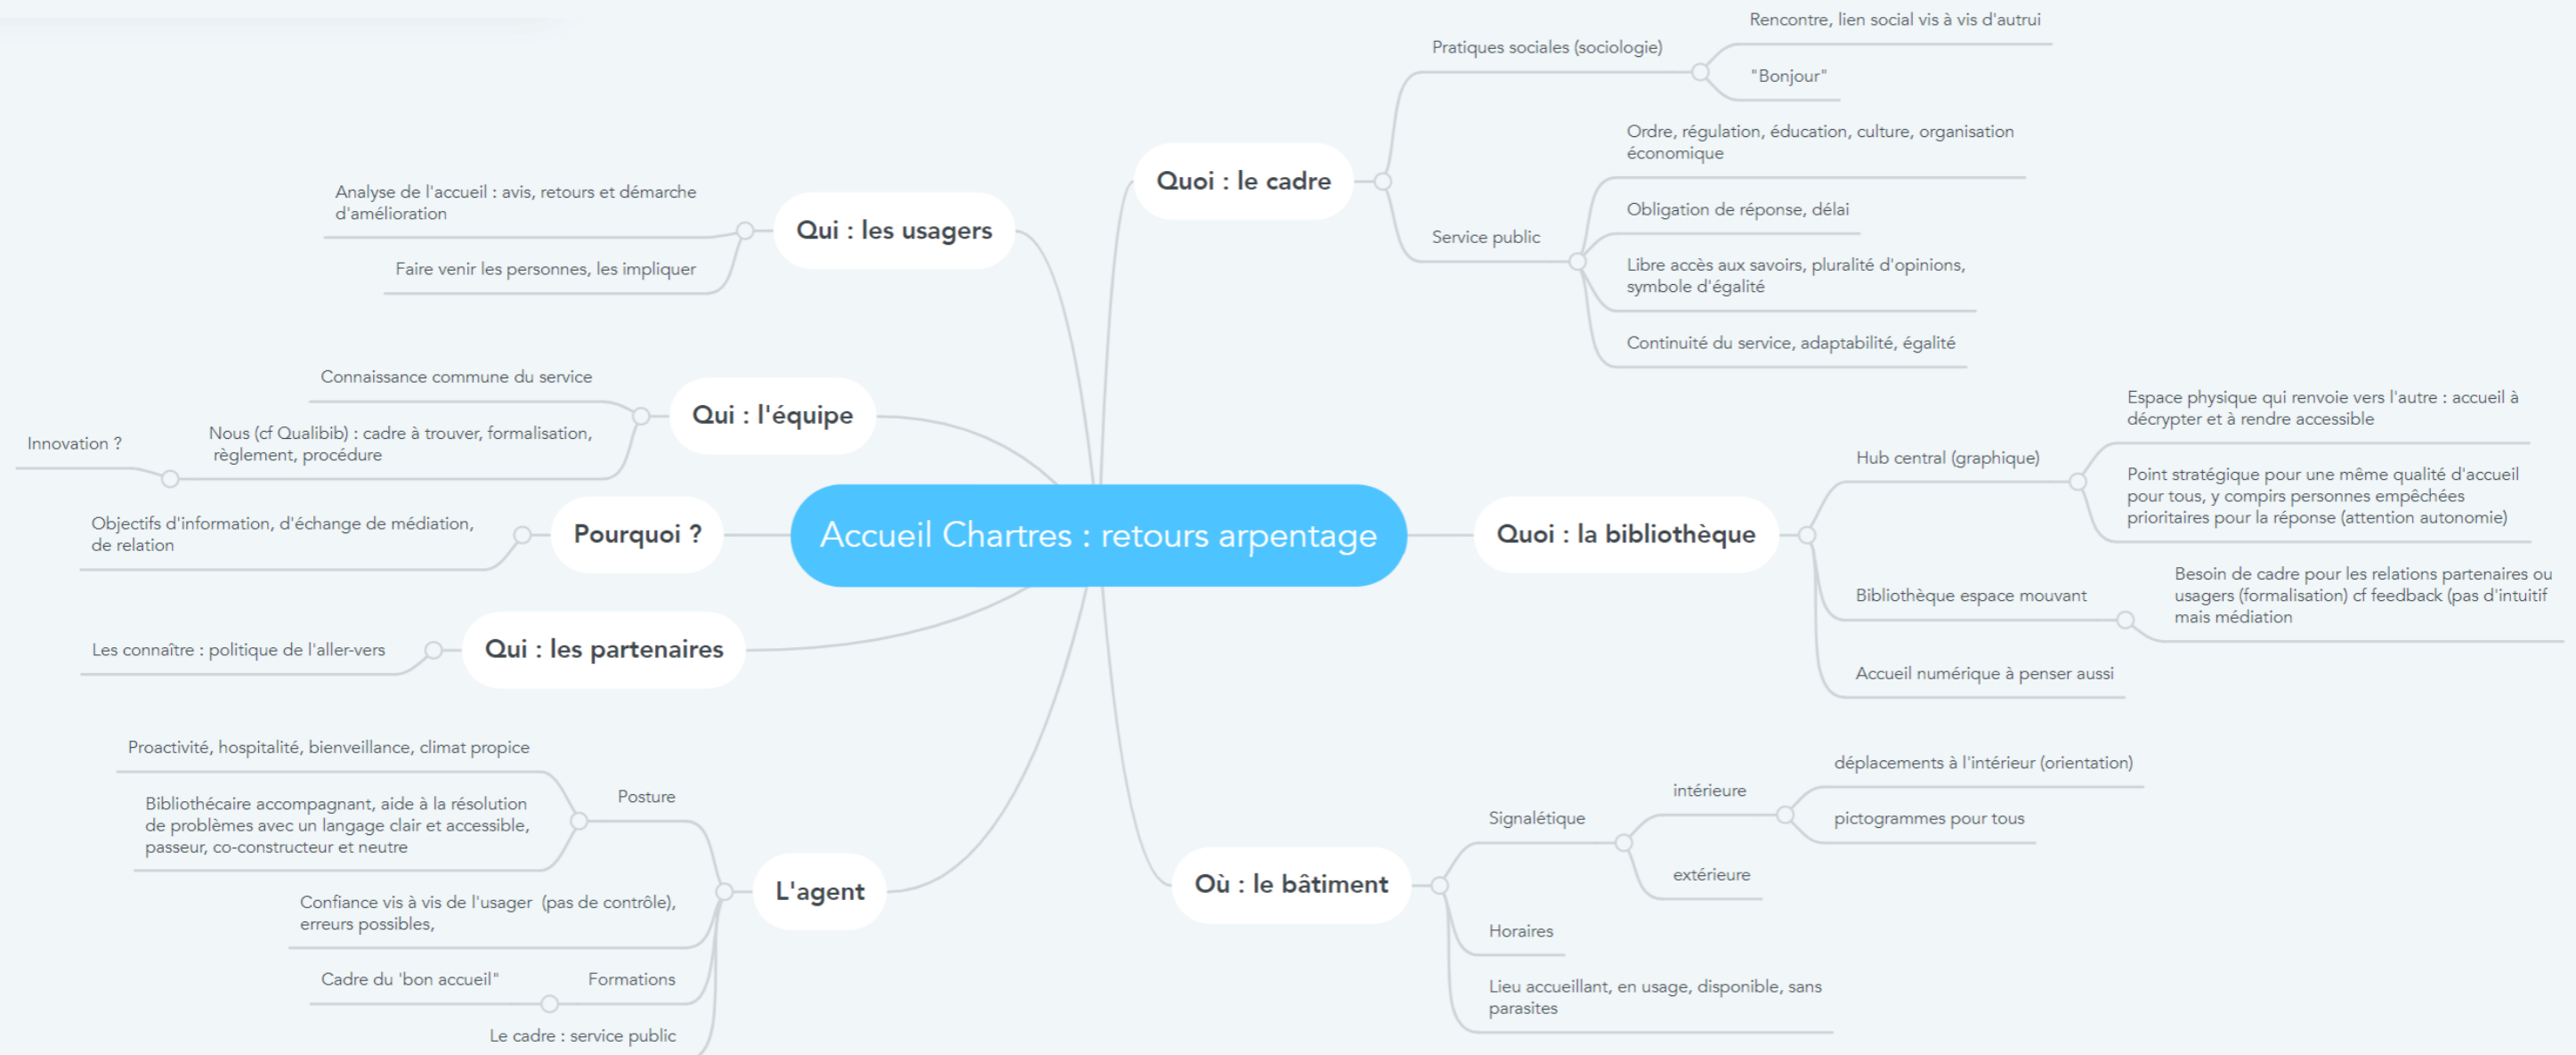 Accueil Chartres : retours arpentage
Quoi : le cadre
Pratiques sociales (sociologie)
Rencontre, lien social vis à vis d'autrui
"Bonjour"
Service public
Ordre, régulation, éducation, culture, organisation
économique
Obligation de réponse, délai
Libre accès aux savoirs, pluralité d'opinions,
symbole d'égalité
Continuité du service, adaptabilité, égalité
Quoi : la bibliothèque
Hub central (graphique)
Espace physique qui renvoie vers l'autre : accueil à
décrypter et à rendre accessible
Point stratégique pour une même qualité d'accueil
pour tous, y compirs personnes empêchées
prioritaires pour la réponse (attention autonomie)
Bibliothèque espace mouvant
Besoin de cadre pour les relations partenaires ou
usagers (formalisation) cf feedback (pas d'intuitif
mais médiation
Accueil numérique à penser aussi
Où : le bâtiment
Signalétique
intérieure
déplacements à l'intérieur (orientation)
pictogrammes pour tous
extérieure
Horaires
Lieu accueillant, en usage, disponible, sans
parasites
Qui : les usagers
Analyse de l'accueil : avis, retours et démarche
d'amélioration
Faire venir les personnes, les impliquer
Qui : l'équipe
Connaissance commune du service
Nous (cf Qualibib) : cadre à trouver, formalisation,
règlement, procédure
Innovation ?
Pourquoi ?
Objectifs d'information, d'échange de médiation,
de relation
Qui : les partenaires
Les connaître : politique de l'aller-vers
L'agent
Posture
Proactivité, hospitalité, bienveillance, climat propice
Bibliothécaire accompagnant, aide à la résolution
de problèmes avec un langage clair et accessible,
passeur, co-constructeur et neutre
Confiance vis à vis de l'usager (pas de contrôle),
erreurs possibles,
Formations
Cadre du 'bon accueil"
Le cadre : service public